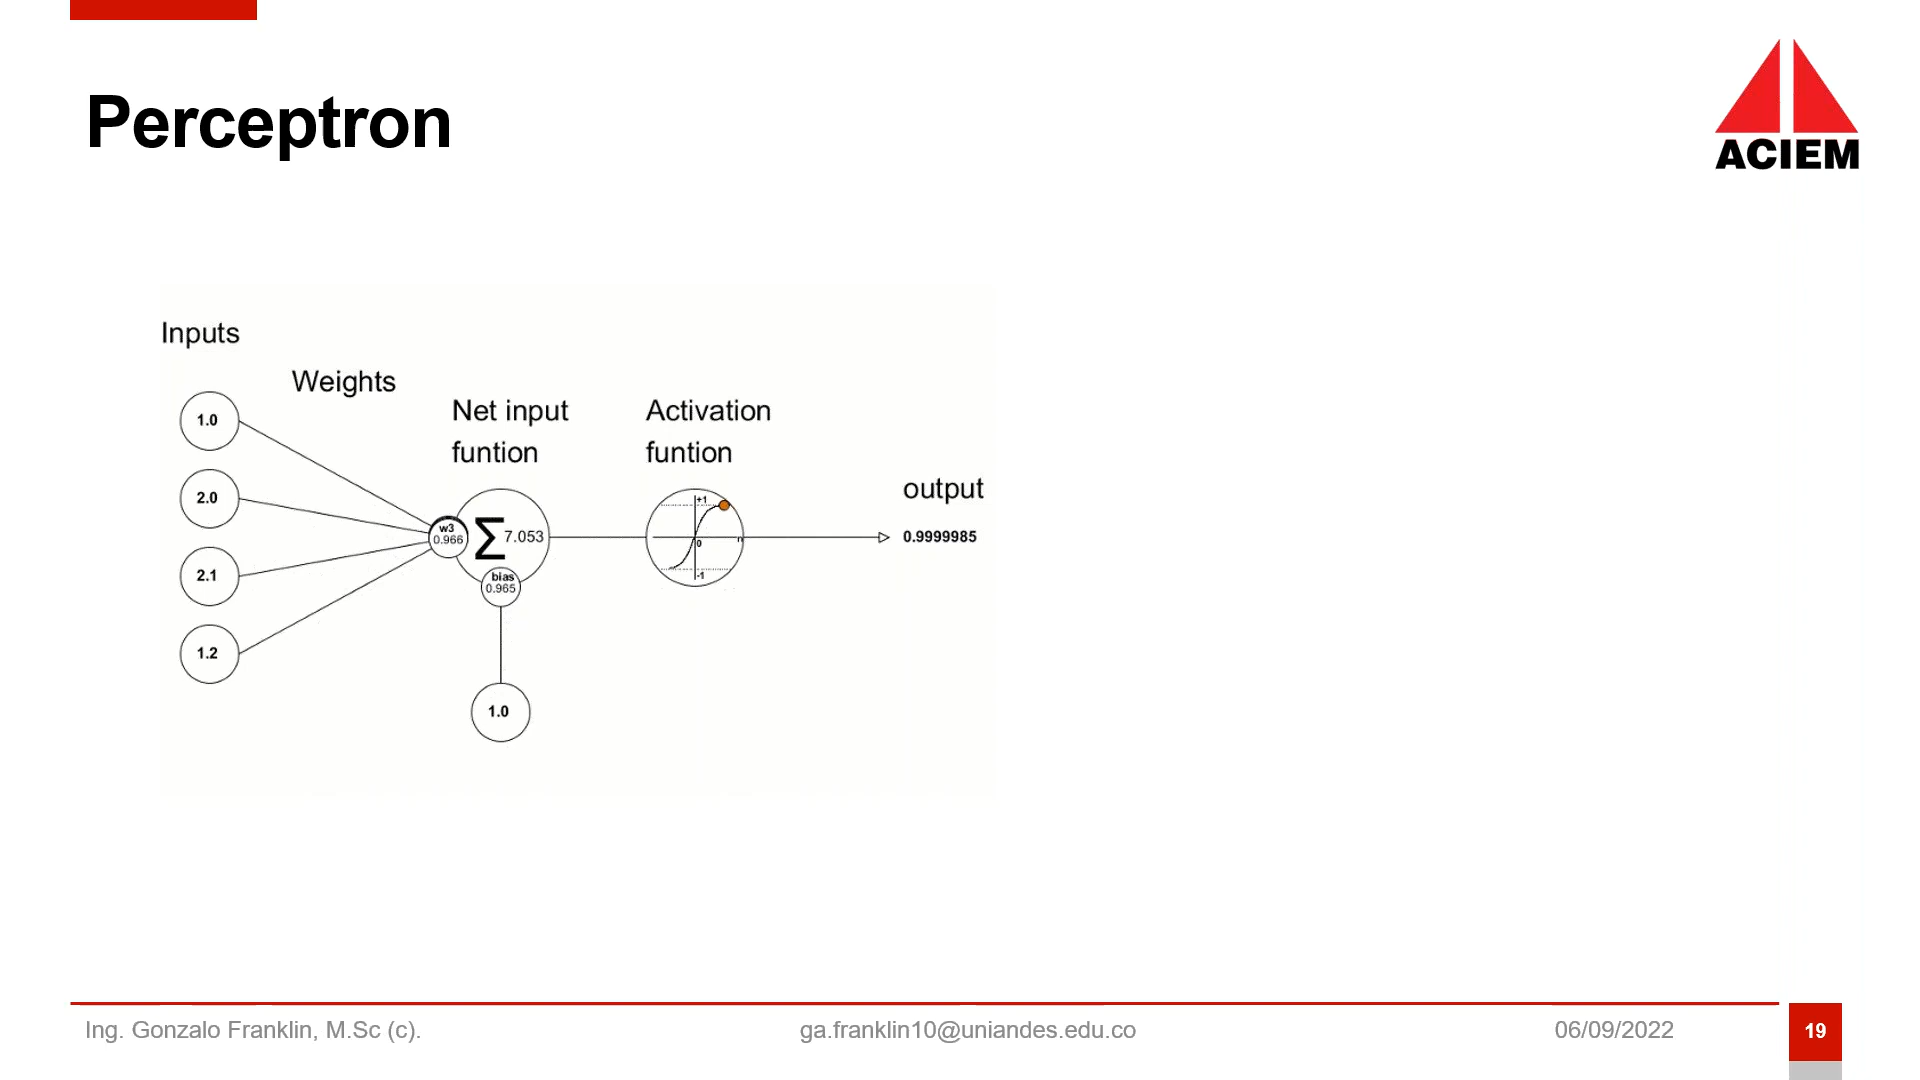 Perceptron
ACIEM
Inputs
Weights
Net input
funtion
Activation
funtion
output
1.0
2.0
2.1
1.2
w3
0.966
Σ 7.053
bias
0.965
1.0
+1
0
n
-1
0.9999985
Ing. Gonzalo Franklin, M.Sc (c).
ga.franklin10@uniandes.edu.co
06/09/2022
19